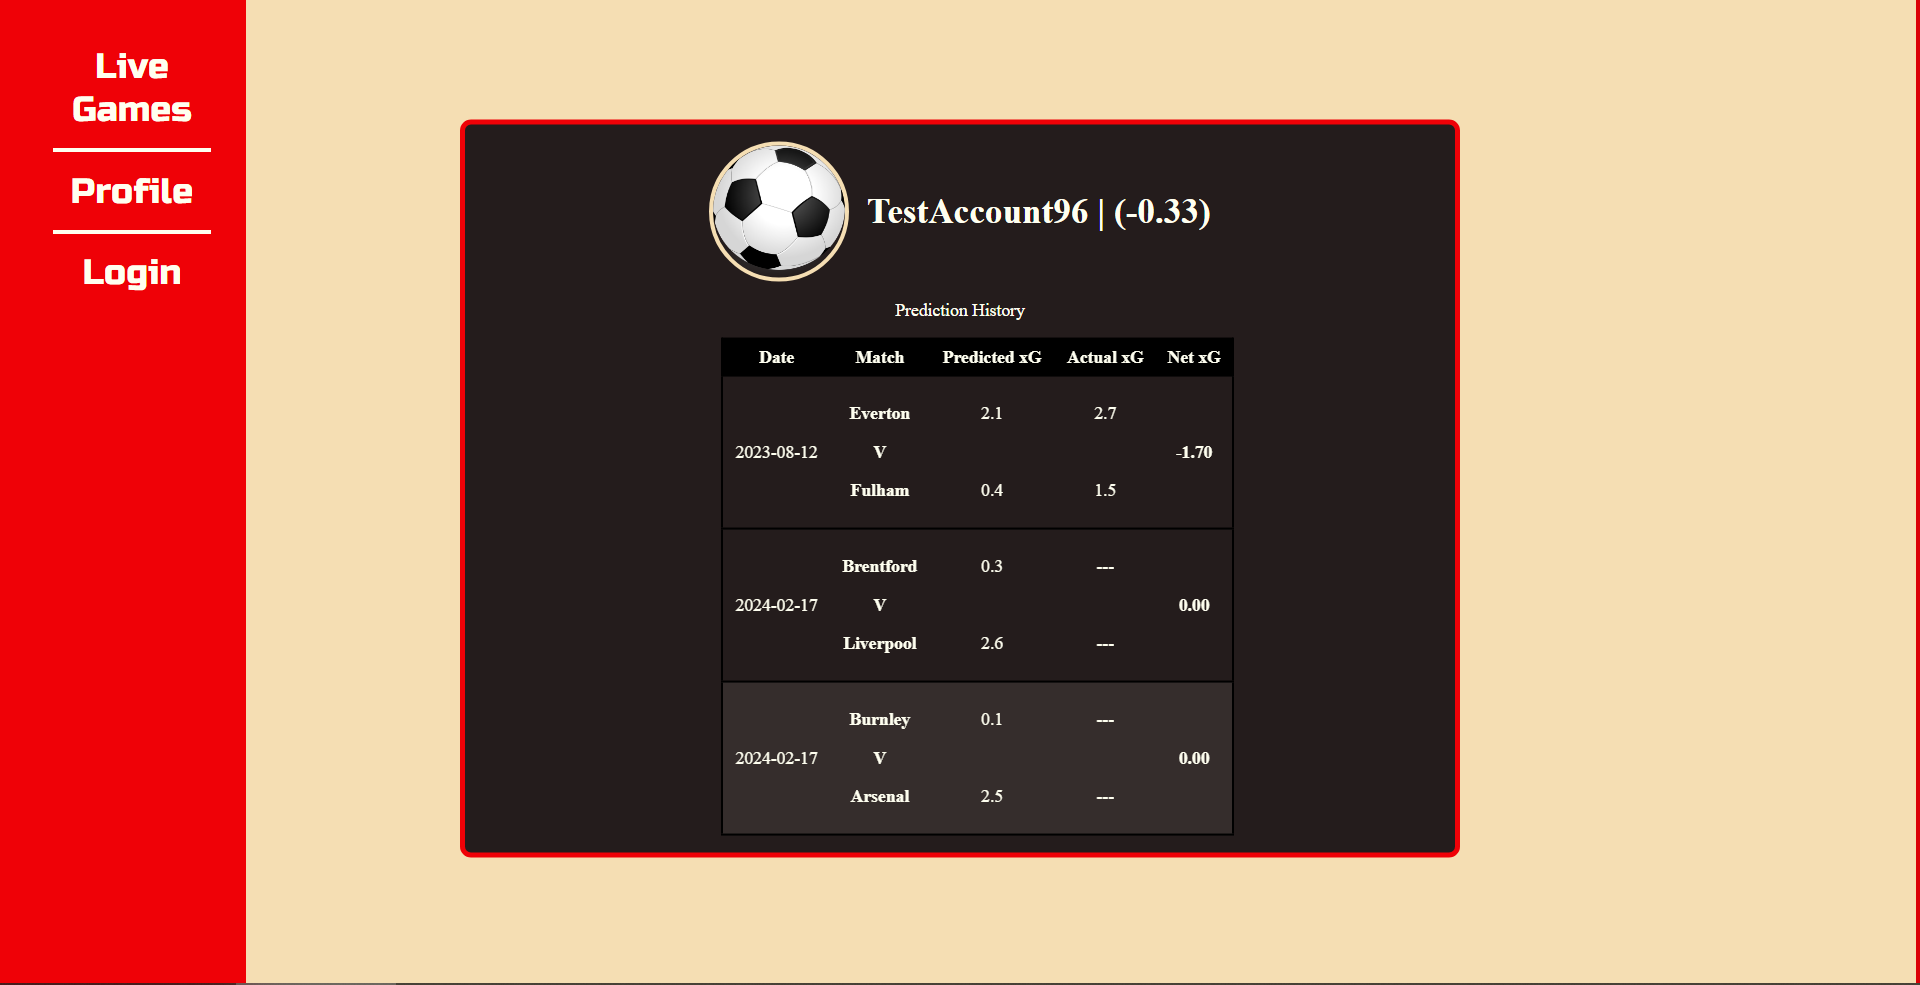 Live
Games
Profile
Login
TestAccount96 | (-0.33)
Prediction History
Date Match Predicted xG Actual xG Net xG
Everton 2.1 2.7
2023-08-12 V -1.70
Fulham 0.4 1.5
Brentford 0.3 ---
2024-02-17 V 0.00
Liverpool 2.6 ---
Burnley 0.1 ---
2024-02-17 V 0.00
Arsenal 2.5 ---